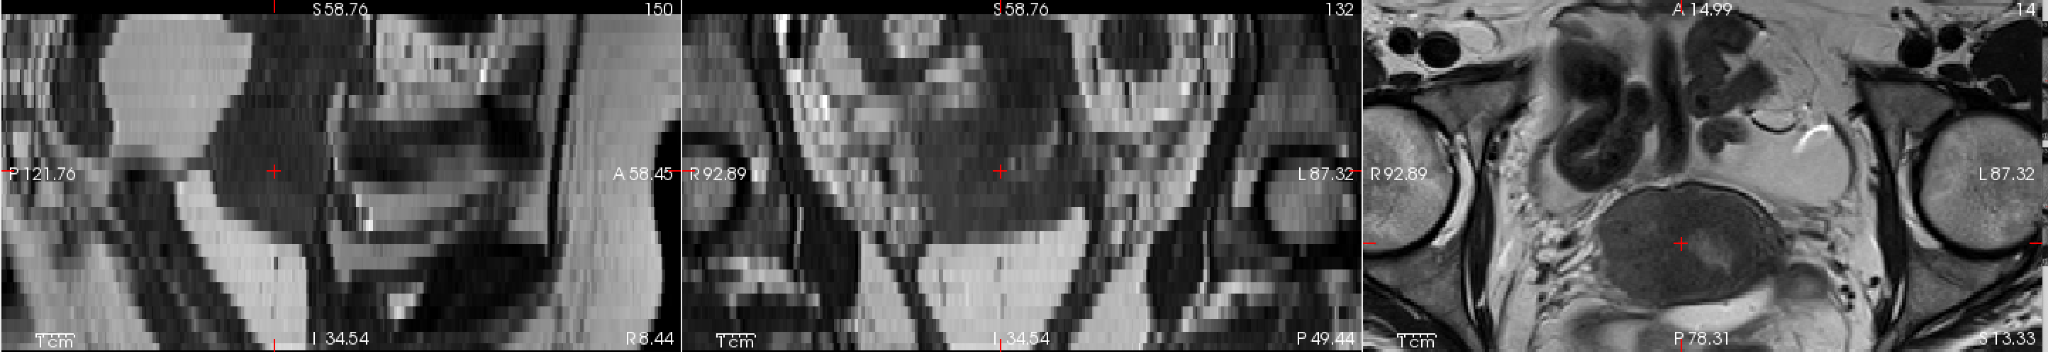 S 58.76
150
P 121.76
A 58.45
1cm
I 34.54
R 8.44
S 58.76
132
R 92.89
L 87.32
1cm
I 34.54
P 49.44
A 14.99
14
R 92.89
L 87.32
1cm
P 78.31
S 13.33